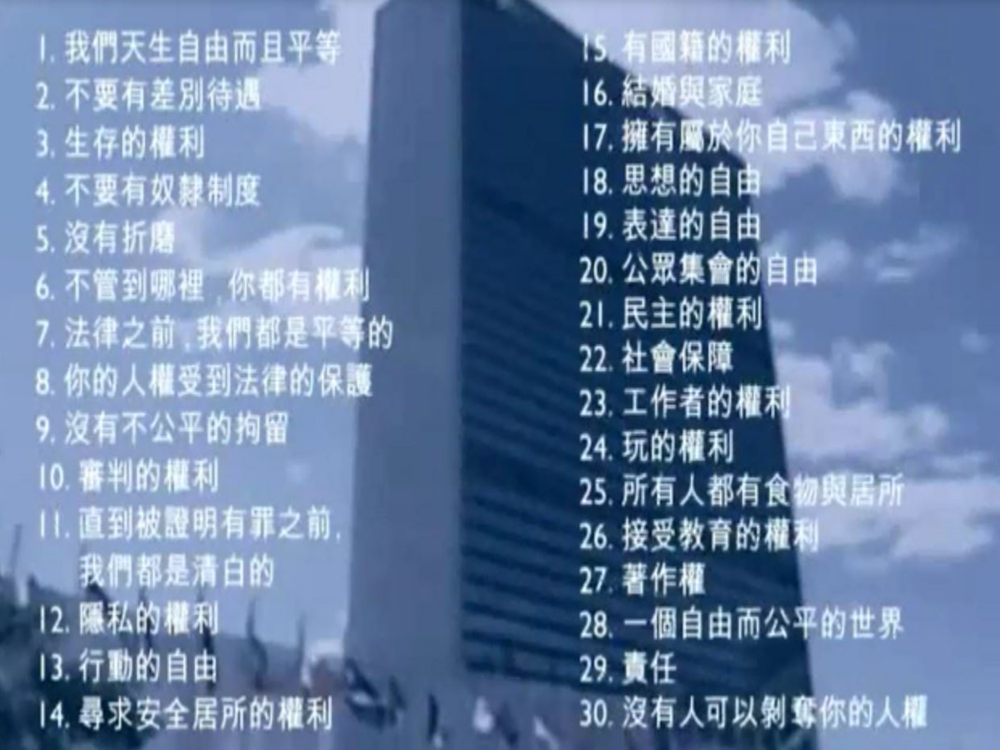 1. 我們天生自由而且平等
2. 不要有差別待遇
3. 生存的權利
4. 不要有奴隸制度
5. 沒有折磨
6. 不管到哪裡，你都有權利
7. 法律之前，我們都是平等的
8. 你的人權受到法律的保護
9. 沒有不公平的拘留
10. 審判的權利
11. 直到被證明有罪之前，
我們都是清白的
12. 隱私的權利
13. 行動的自由
14. 尋求安全居所的權利
15. 有國籍的權利
16. 結婚與家庭
17. 擁有屬於你自己東西的權利
18. 思想的自由
19. 表達的自由
20. 公眾集會的自由
21. 民主的權利
22. 社會保障
23. 工作者的權利
24. 玩的權利
25. 所有人都有食物與居所
26. 接受教育的權利
27. 著作權
28. 一個自由而公平的世界
29. 責任
30. 沒有人可以剝奪你的人權